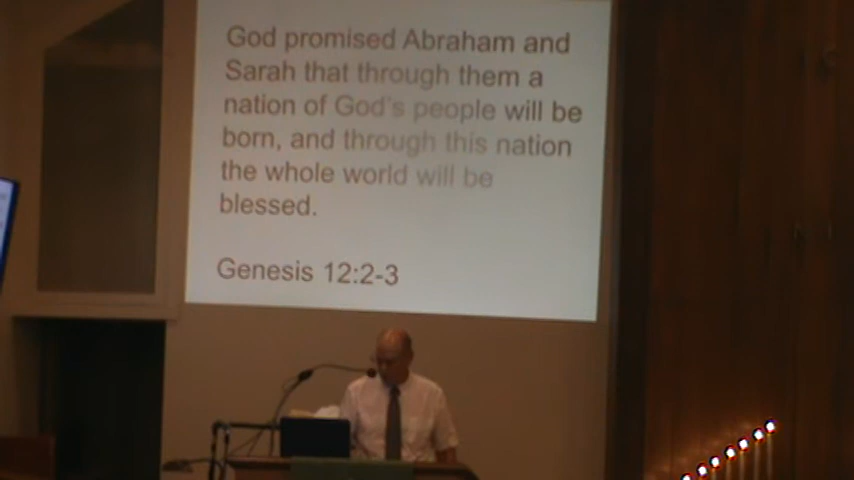 God promised Abraham and
Sarah that through them a
nation of God's people will be
born, and through this nation
the whole world will be
blessed.
Genesis 12:2-3